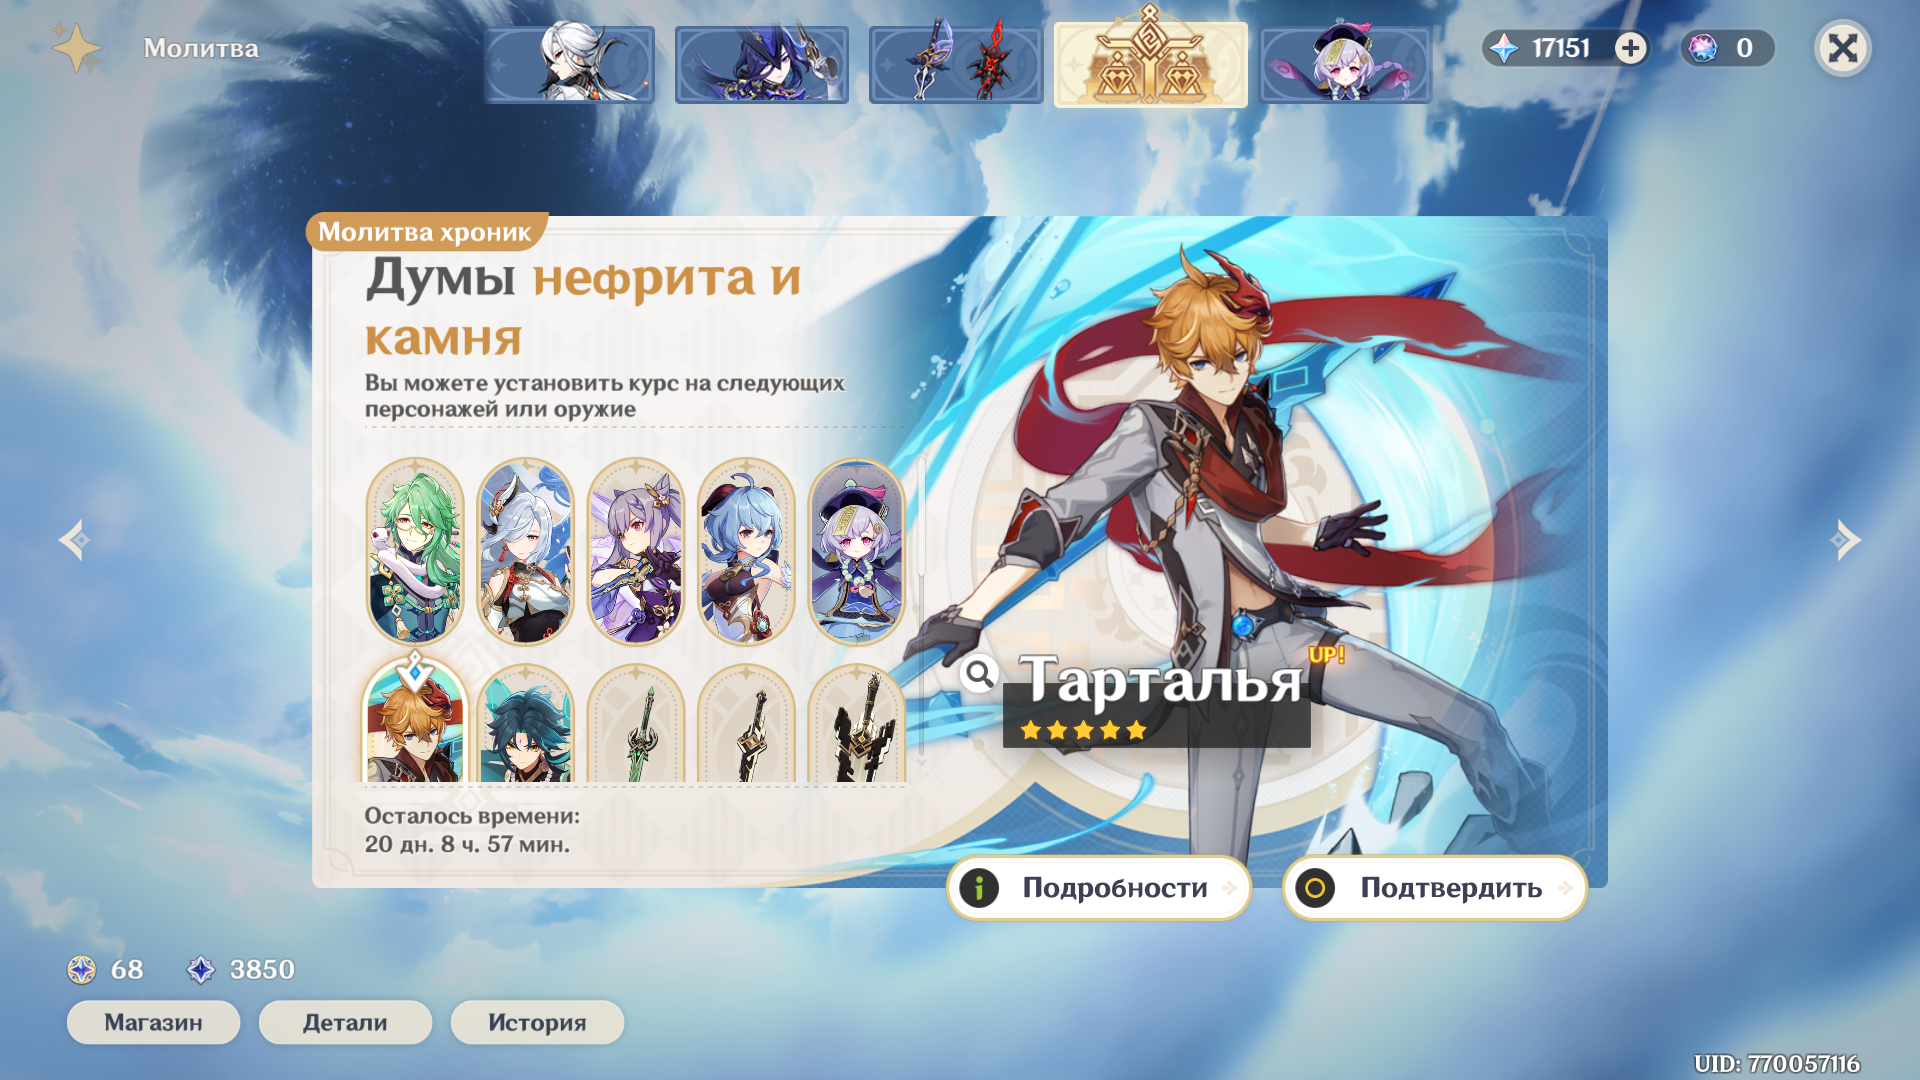 Молитва
17151
0
Молитва хроник
Думы нефрита и
камня
Вы можете установить курс на следующих
персонажей или оружие
Тарталья
UP!
Осталось времени:
20 дн. 8 ч. 57 мин.
Подробности
Подтвердить
68
3850
Магазин
Детали
История
UID: 770057116